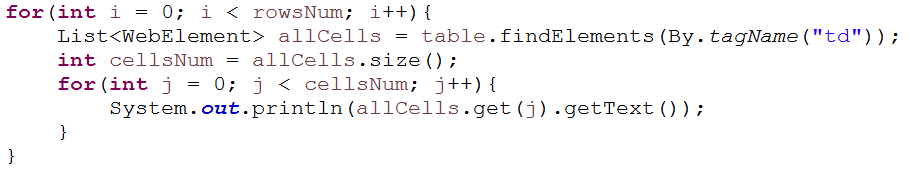 for(int i = 0; i < rowsNum; i++){
    List<WebElement> allCells = table.findElements(By.tagName("td"));
    int cellsNum = allCells.size();
    for(int j = 0; j < cellsNum; j++){
        System.out.println(allCells.get(j).getText());
    }
}